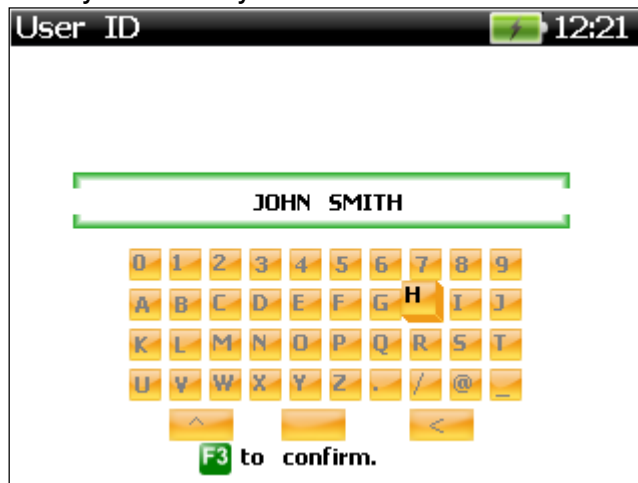 User ID 12:21
JOHN SMITH
0 1 2 3 4 5 6 7 8 9
A B C D E F G H I J
K L M N O P Q R S T
U V W X Y Z . / @ _
^ <
F3 to confirm.